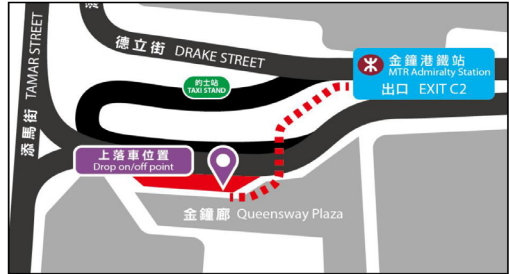 德立街 DRAKE STREET
添馬街 TAMAR STREET
的士站
TAXI STAND
金鐘港鐵站
MTR Admiralty Station
出口 EXIT C2
上落車位置
Drop on/off point
金鐘廊 Queensway Plaza